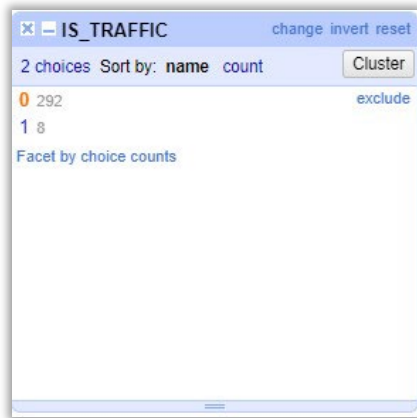 IS_TRAFFIC change invert reset
2 choices Sort by: name count Cluster
0 292 exclude
1 8
Facet by choice counts